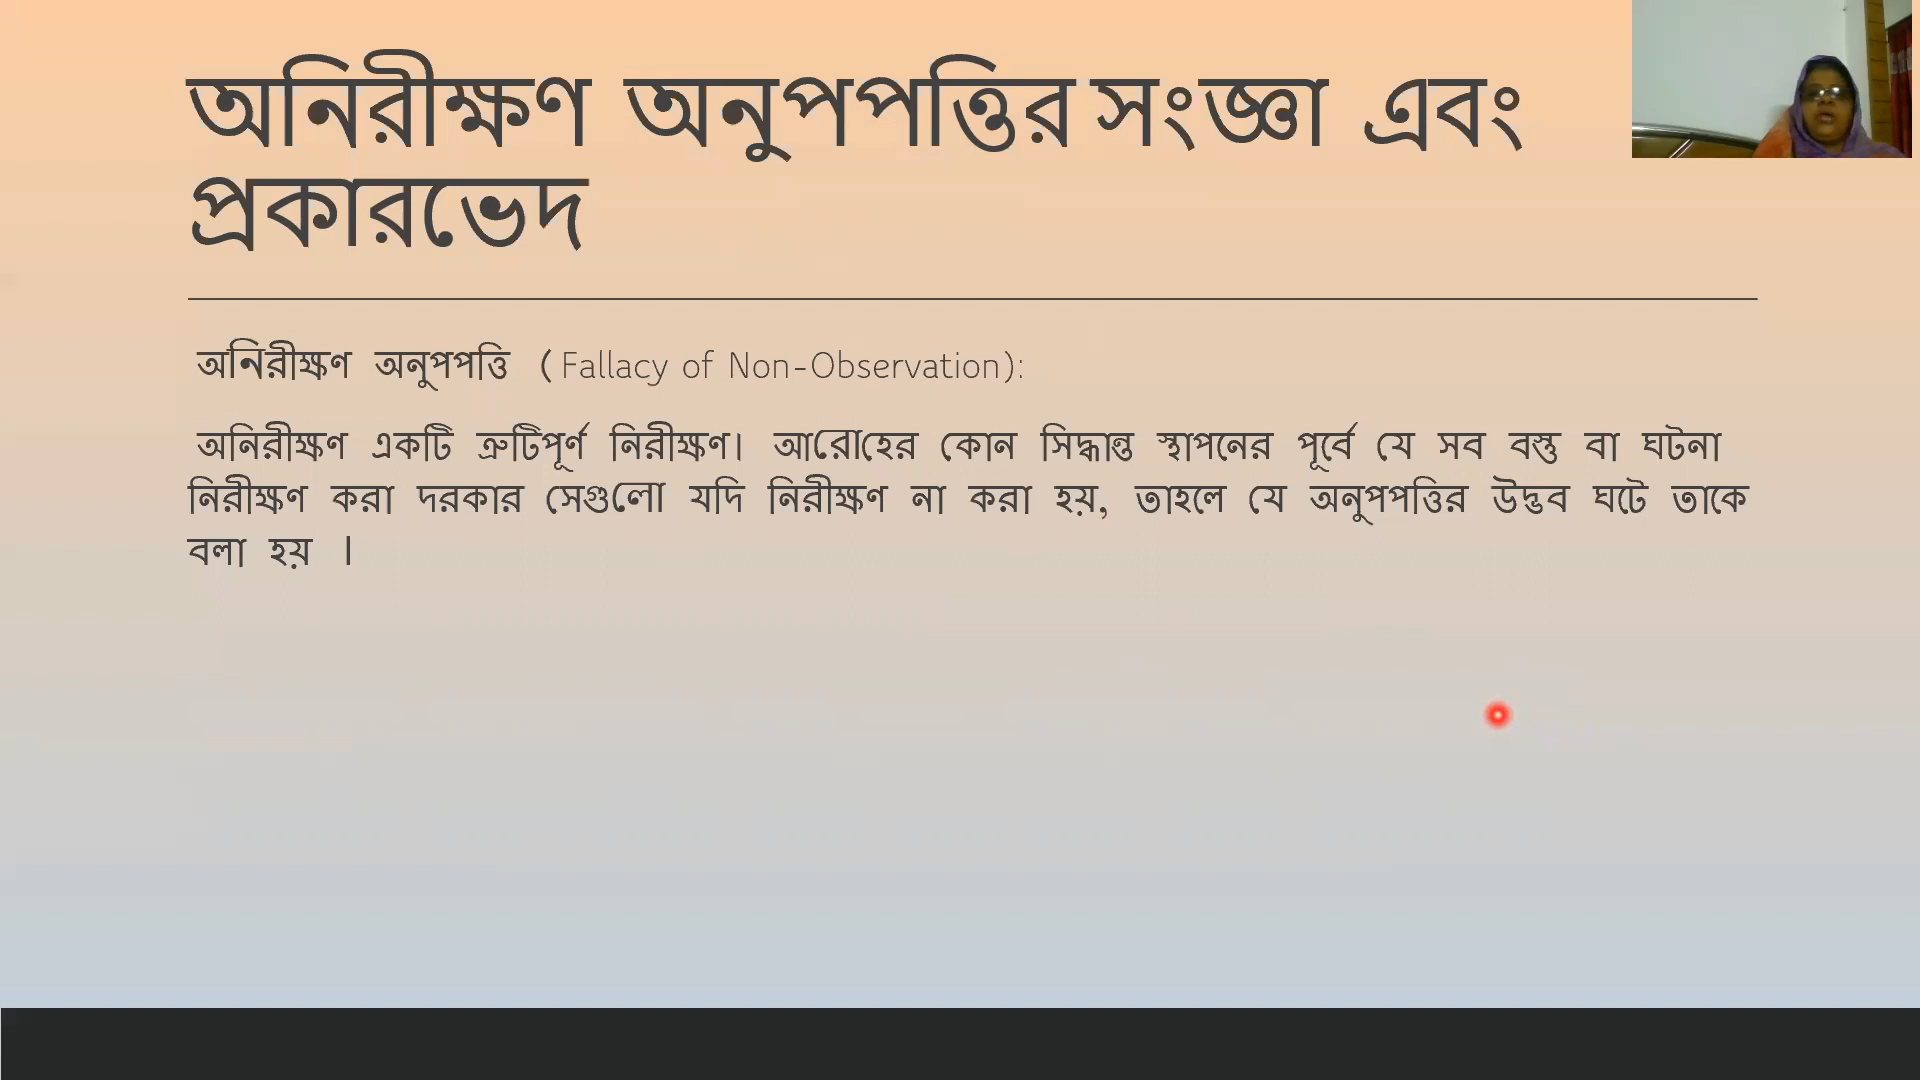 অনিরীক্ষণ অনুপপত্তির সংজ্ঞা এবং
প্রকারভেদ
অনিরীক্ষণ অনুপপত্তি (Fallacy of Non-Observation):
অনিরীক্ষণ একটি ত্রুটিপূর্ণ নিরীক্ষণ। আরোহের কোন সিদ্ধান্ত স্থাপনের পূর্বে যে সব বস্তু বা ঘটনা
নিরীক্ষণ করা দরকার সেগুলো যদি নিরীক্ষণ না করা হয়, তাহলে যে অনুপপত্তির উদ্ভব ঘটে তাকে
বলা হয় ।